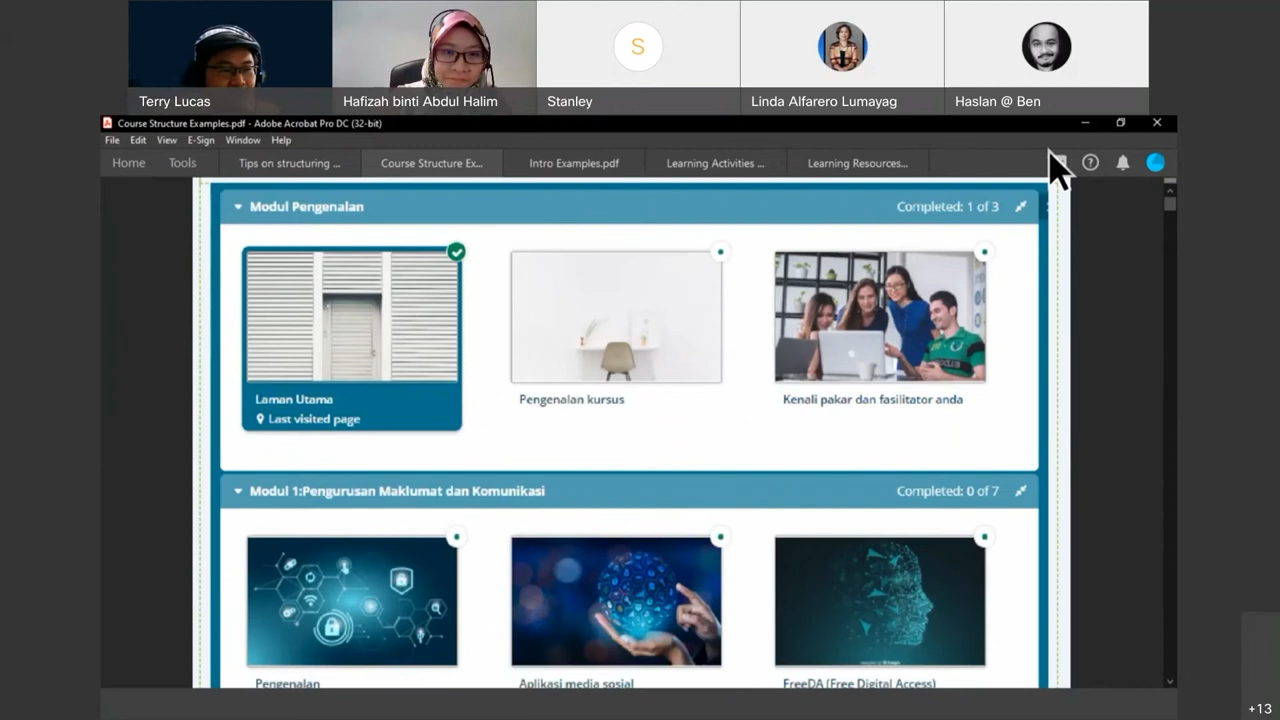 S
Terry Lucas
Hafizah binti Abdul Halim
Stanley
Linda Alfarero Lumayag
Haslan @ Ben
Course Structure Examples.pdf - Adobe Acrobat Pro DC (32-bit)
File Edit View E-Sign Window Help
Home Tools Tips on structuring ... Course Structure Ex... Intro Examples.pdf Learning Activities ... Learning Resources...
Modul Pengenalan Completed: 1 of 3
Laman Utama
Last visited page
Pengenalan kursus
Kenali pakar dan fasilitator anda
Modul 1:Pengurusan Maklumat dan Komunikasi Completed: 0 of 7
Pengenalan
Aplikasi media sosial
FreeDA (Free Digital Access)
+13